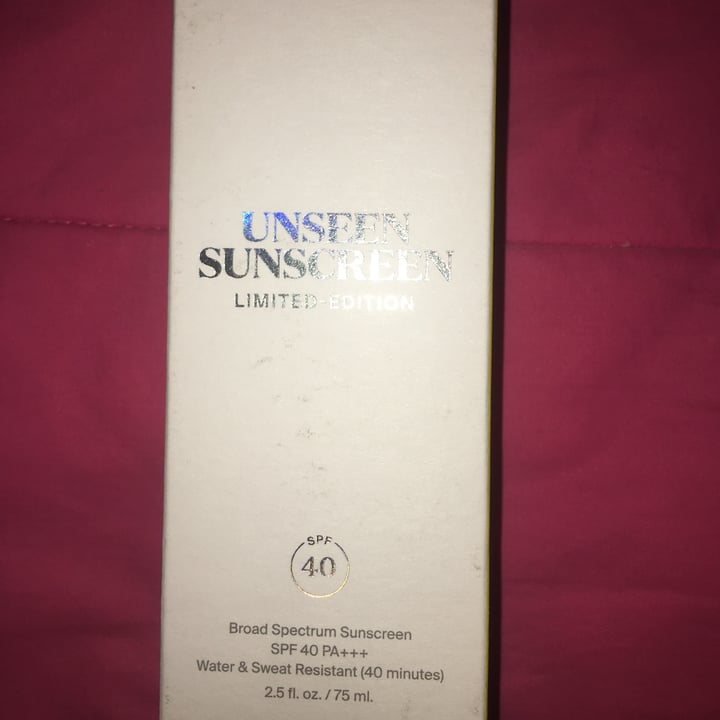 UNSEEN
SUNSCREEN
LIMITED-EDITION
SPF
40
Broad Spectrum Sunscreen
SPF 40 PA+++
Water & Sweat Resistant (40 minutes)
2.5 fl. oz. / 75 ml.